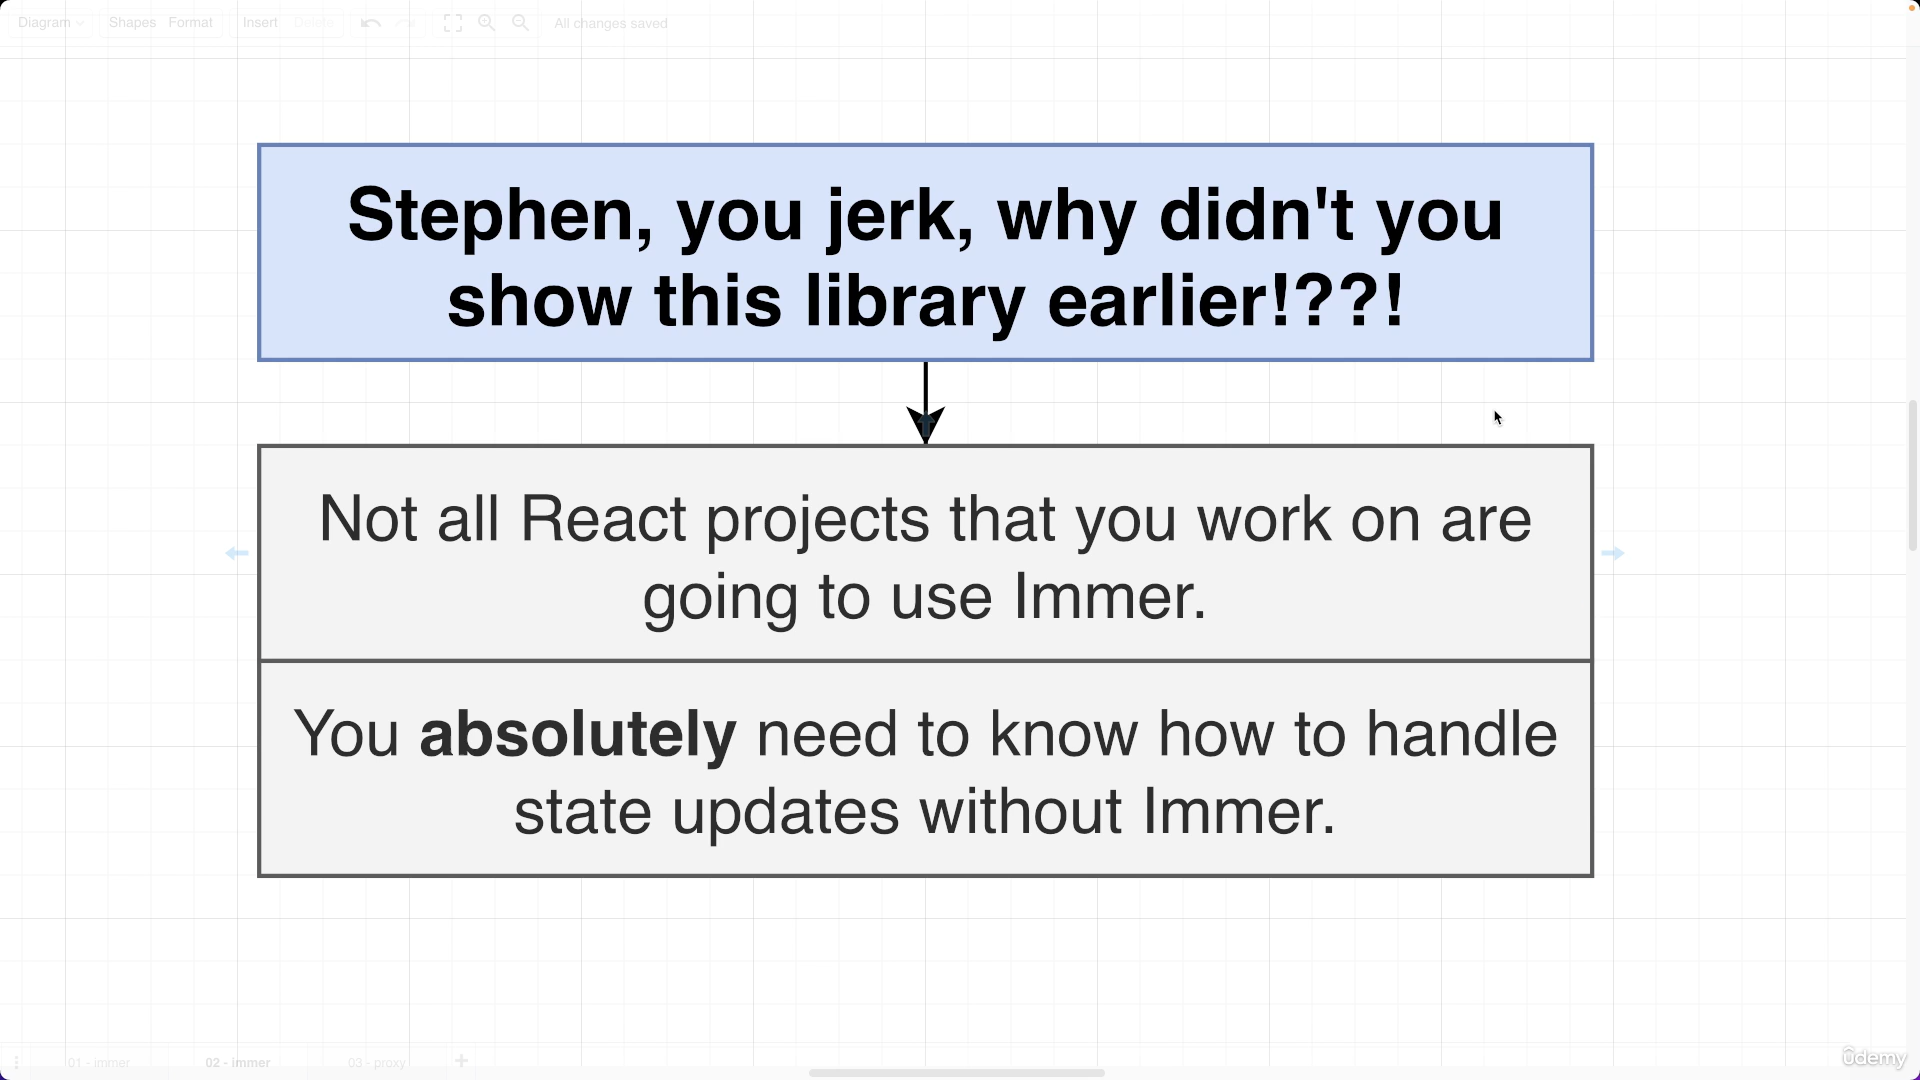 Diagram Shapes Format Insert Delete All changes saved
Stephen, you jerk, why didn't you
show this library earlier!??!
Not all React projects that you work on are
going to use Immer.
You absolutely need to know how to handle
state updates without Immer.
01 - immer 02 - immer 03 - proxy
ûdemy